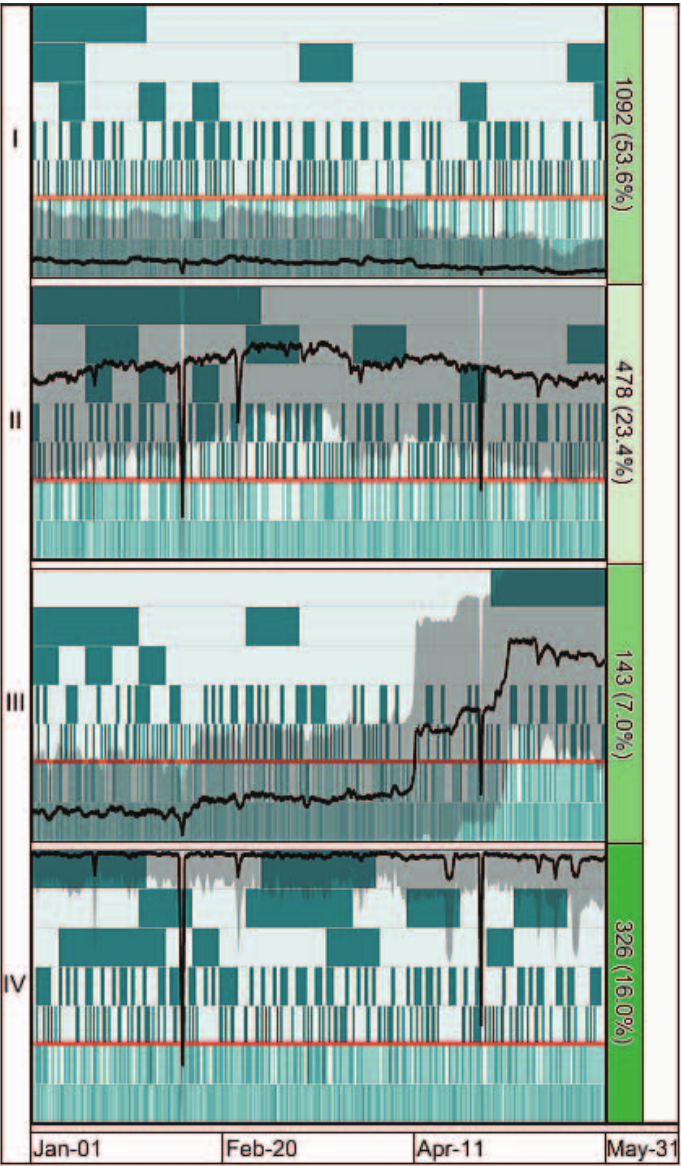 I
1092 (53.6%)
II
478 (23.4%)
III
143 (7.0%)
IV
326 (16.0%)
Jan-01 Feb-20 Apr-11 May-31